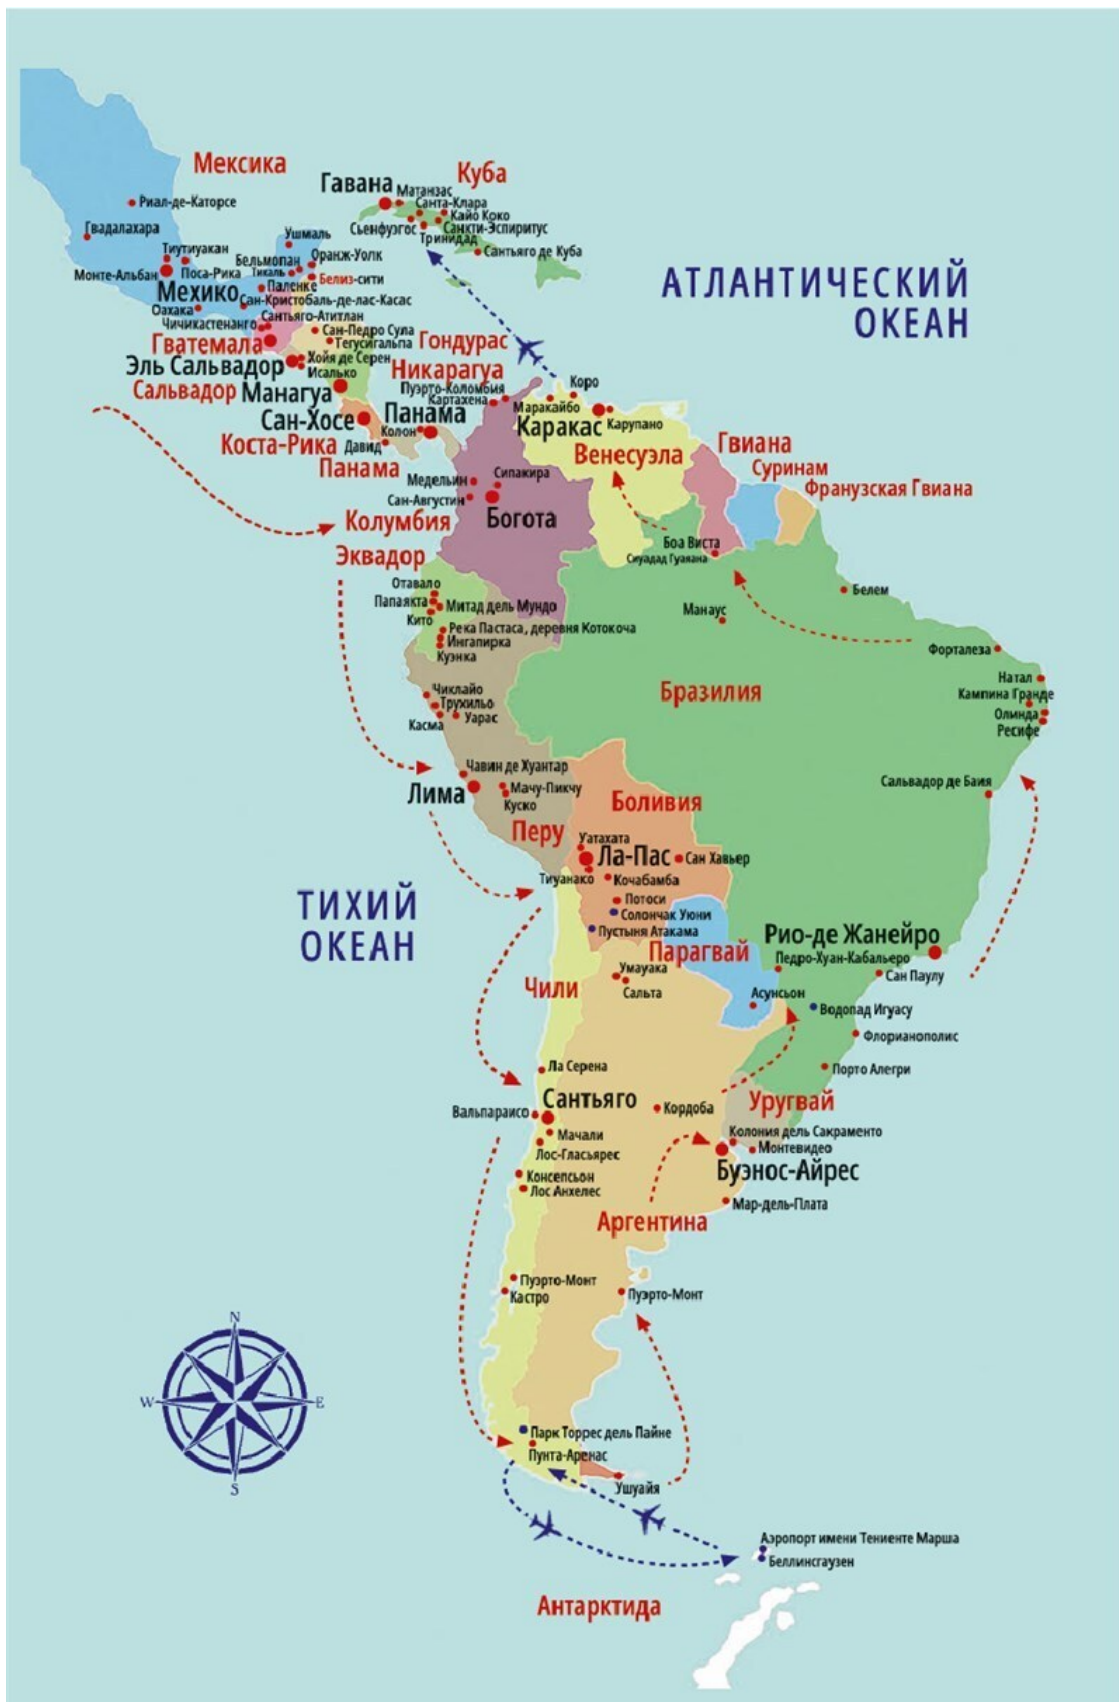 Мексика
Куба
Гавана
Матанзас
Риал-де-Каторсе
Санта-Клара
Кайо Коко
Сьенфуэгос
Санкти-Эспиритус
Гвадалахара
Ушмаль
Тринидад
Тиутиуакан
Бельмопан
Оранж-Уолк
Сантьяго де Куба
Монте-Альбан
Поса-Рика
Тикаль
Белиз-сити
АТЛАНТИЧЕСКИЙ
ОКЕАН
Мехико
Паленке
Сан-Кристобаль-де-лас-Касас
Оахака
Сантьяго-Атитлан
Чичикастенанго
Сан-Педро Сула
Тегусигальпа
Гватемала
Гондурас
Хойя де Серен
Эль Сальвадор
Исалько
Никарагуа
Сальвадор
Манагуа
Пуэрто-Коломбия
Коро
Картахена
Маракайбо
Сан-Хосе
Панама
Каракас
Карупано
Колон
Коста-Рика
Давид
Венесуэла
Гвиана
Панама
Суринам
Медельин
Сипакира
Франузская Гвиана
Сан-Августин
Колумбия
Богота
Боа Виста
Эквадор
Сиуадад Гуаяана
Отавало
Белем
Папаякта
Митад дель Мундо
Манаус
Кито
Река Пастаса, деревня Котокоча
Ингапирка
Куэнка
Форталеза
Натал
Чиклайо
Бразилия
Кампина Гранде
Трухильо
Касма
Уарас
Олинда
Ресифе
Чавин де Хуантар
Лима
Мачу-Пикчу
Куско
Сальвадор де Баия
Боливия
Перу
Уатахата
Ла-Пас
Сан Хавьер
Тиуанако
Кочабамба
Потоси
ТИХИЙ
ОКЕАН
Солончак Уюни
Пустыня Атакама
Рио-де Жанейро
Парагвай
Педро-Хуан-Кабальеро
Умауака
Сан Паулу
Чили
Сальта
Асунсьон
Водопад Игуасу
Флорианополис
Ла Серена
Порто Алегри
Сантьяго
Вальпараисо
Кордоба
Уругвай
Мачали
Колония дель Сакраменто
Лос-Гласьярес
Монтевидео
Буэнос-Айрес
Консепсьон
Лос Анхелес
Мар-дель-Плата
Аргентина
Пуэрто-Монт
Кастро
Пуэрто-Монт
N
W
E
S
Парк Торрес дель Пайне
Пунта-Аренас
Ушуайя
Аэропорт имени Тениенте Марша
Беллинсгаузен
Антарктида